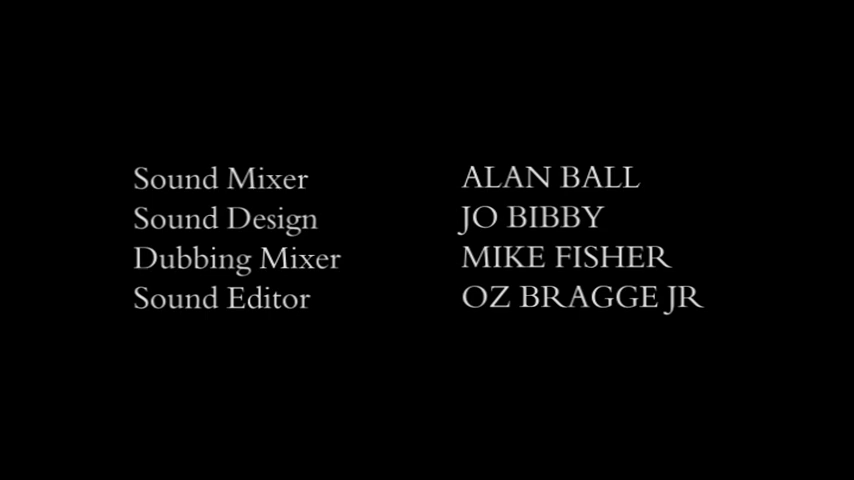 Sound Mixer ALAN BALL
Sound Design JO BIBBY
Dubbing Mixer MIKE FISHER
Sound Editor OZ BRAGGE JR